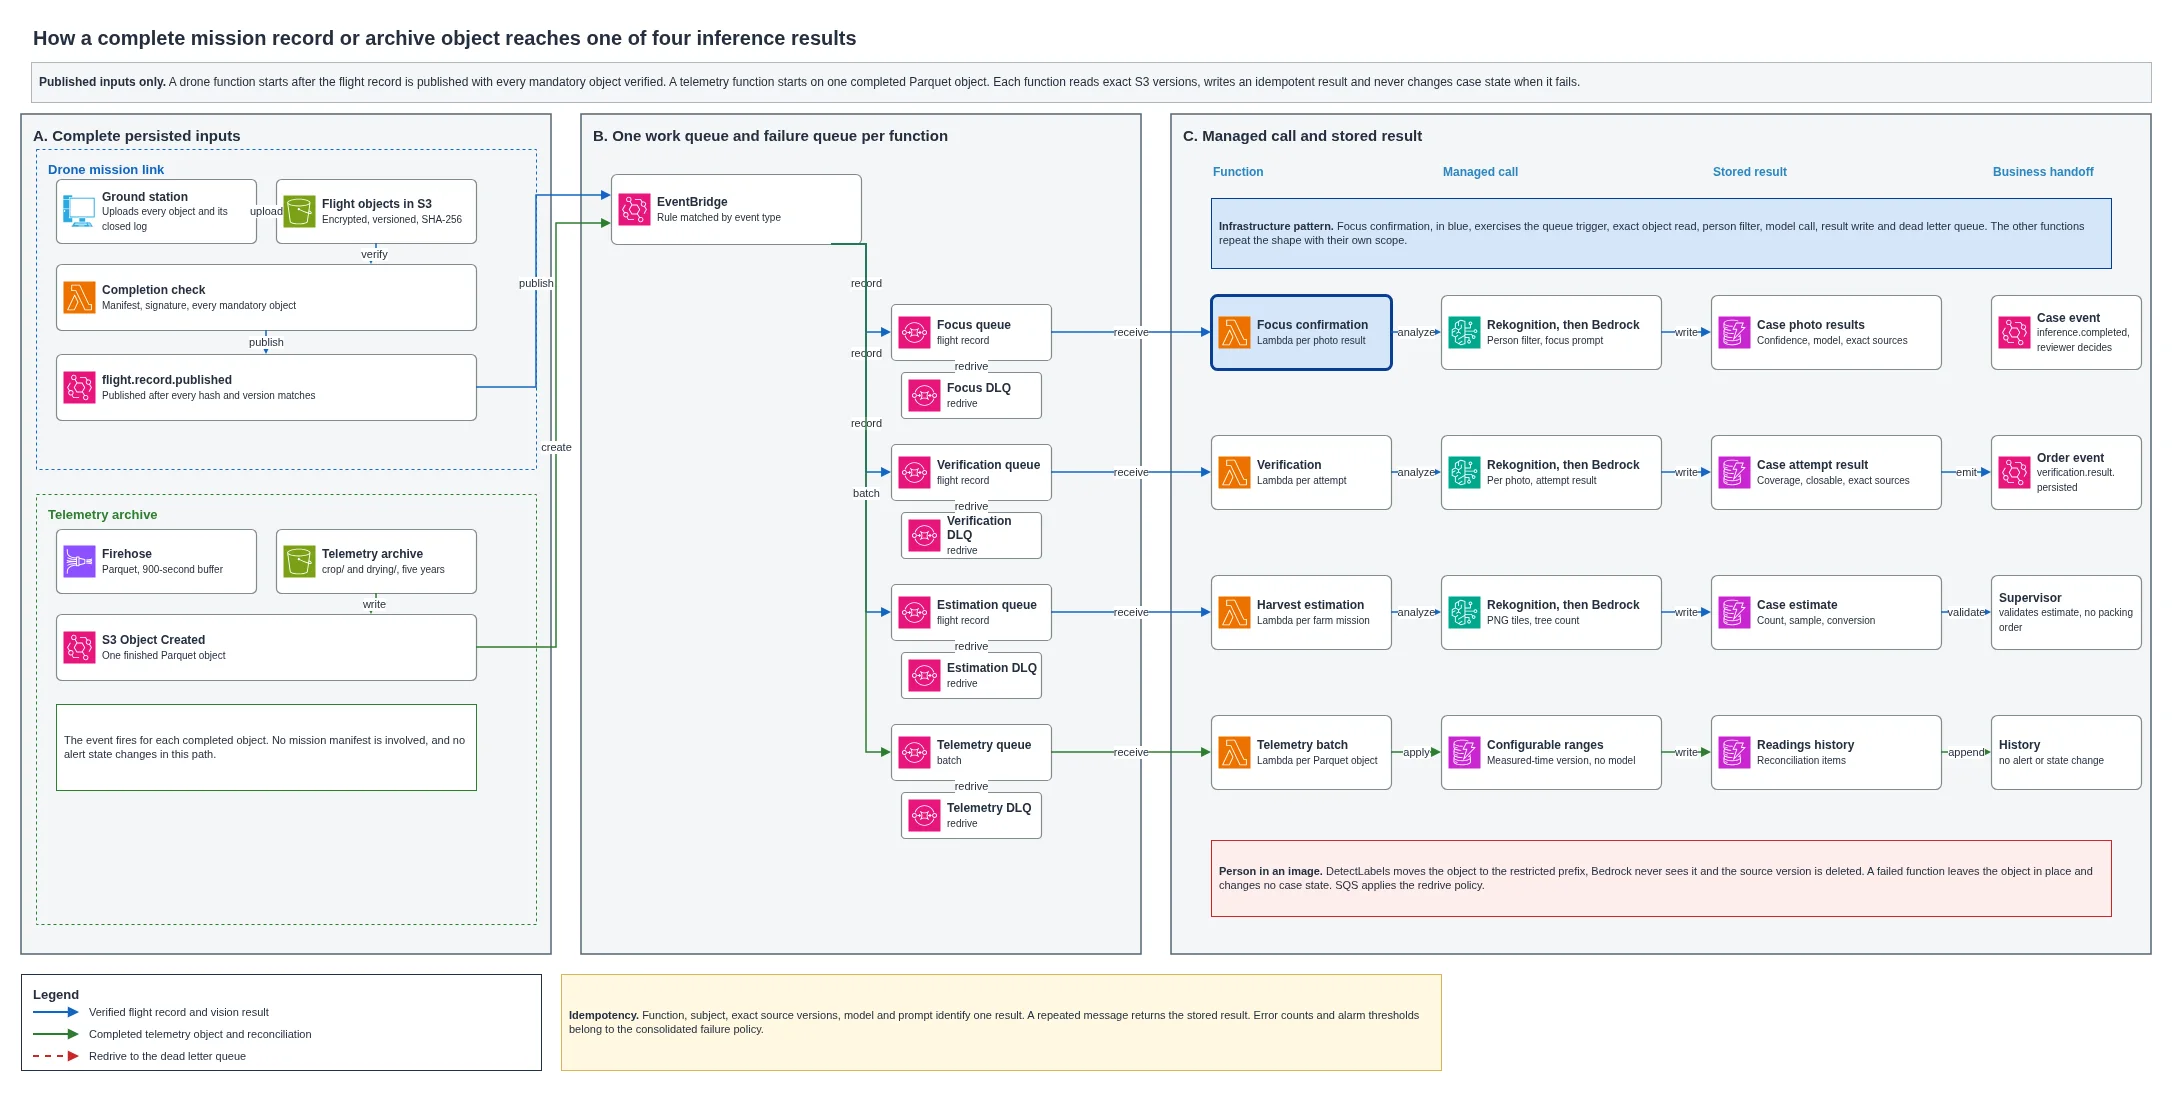 How a complete mission record or archive object reaches one of four inference results
Published inputs only. A drone function starts after the flight record is published with every mandatory object verified. A telemetry function starts on one completed Parquet object. Each function reads exact S3 versions, writes an idempotent result and never changes case state when it fails.
A. Complete persisted inputs
Drone mission link
Ground station
Uploads every object and its
closed log
upload
Flight objects in S3
Encrypted, versioned, SHA-256
verify
Completion check
Manifest, signature, every mandatory object
publish
flight.record.published
Published after every hash and version matches
publish
create
Telemetry archive
Firehose
Parquet, 900-second buffer
Telemetry archive
crop/ and drying/, five years
write
S3 Object Created
One finished Parquet object
The event fires for each completed object. No mission manifest is involved, and no
alert state changes in this path.
B. One work queue and failure queue per function
EventBridge
Rule matched by event type
record
Focus queue
flight record
record
redrive
Focus DLQ
redrive
record
Verification queue
flight record
batch
redrive
Verification
DLQ
redrive
Estimation queue
flight record
redrive
Estimation DLQ
redrive
Telemetry queue
batch
redrive
Telemetry DLQ
redrive
receive
receive
receive
receive
C. Managed call and stored result
Function
Managed call
Stored result
Business handoff
Infrastructure pattern. Focus confirmation, in blue, exercises the queue trigger, exact object read, person filter, model call, result write and dead letter queue. The other functions
repeat the shape with their own scope.
Focus confirmation
Lambda per photo result
analyze
Rekognition, then Bedrock
Person filter, focus prompt
write
Case photo results
Confidence, model, exact sources
Case event
inference.completed,
reviewer decides
Verification
Lambda per attempt
analyze
Rekognition, then Bedrock
Per photo, attempt result
write
Case attempt result
Coverage, closable, exact sources
emit
Order event
verification.result.
persisted
Harvest estimation
Lambda per farm mission
analyze
Rekognition, then Bedrock
PNG tiles, tree count
write
Case estimate
Count, sample, conversion
validate
Supervisor
validates estimate, no packing
order
Telemetry batch
Lambda per Parquet object
apply
Configurable ranges
Measured-time version, no model
write
Readings history
Reconciliation items
append
History
no alert or state change
Person in an image. DetectLabels moves the object to the restricted prefix, Bedrock never sees it and the source version is deleted. A failed function leaves the object in place and
changes no case state. SQS applies the redrive policy.
Legend
Verified flight record and vision result
Completed telemetry object and reconciliation
Redrive to the dead letter queue
Idempotency. Function, subject, exact source versions, model and prompt identify one result. A repeated message returns the stored result. Error counts and alarm thresholds
belong to the consolidated failure policy.